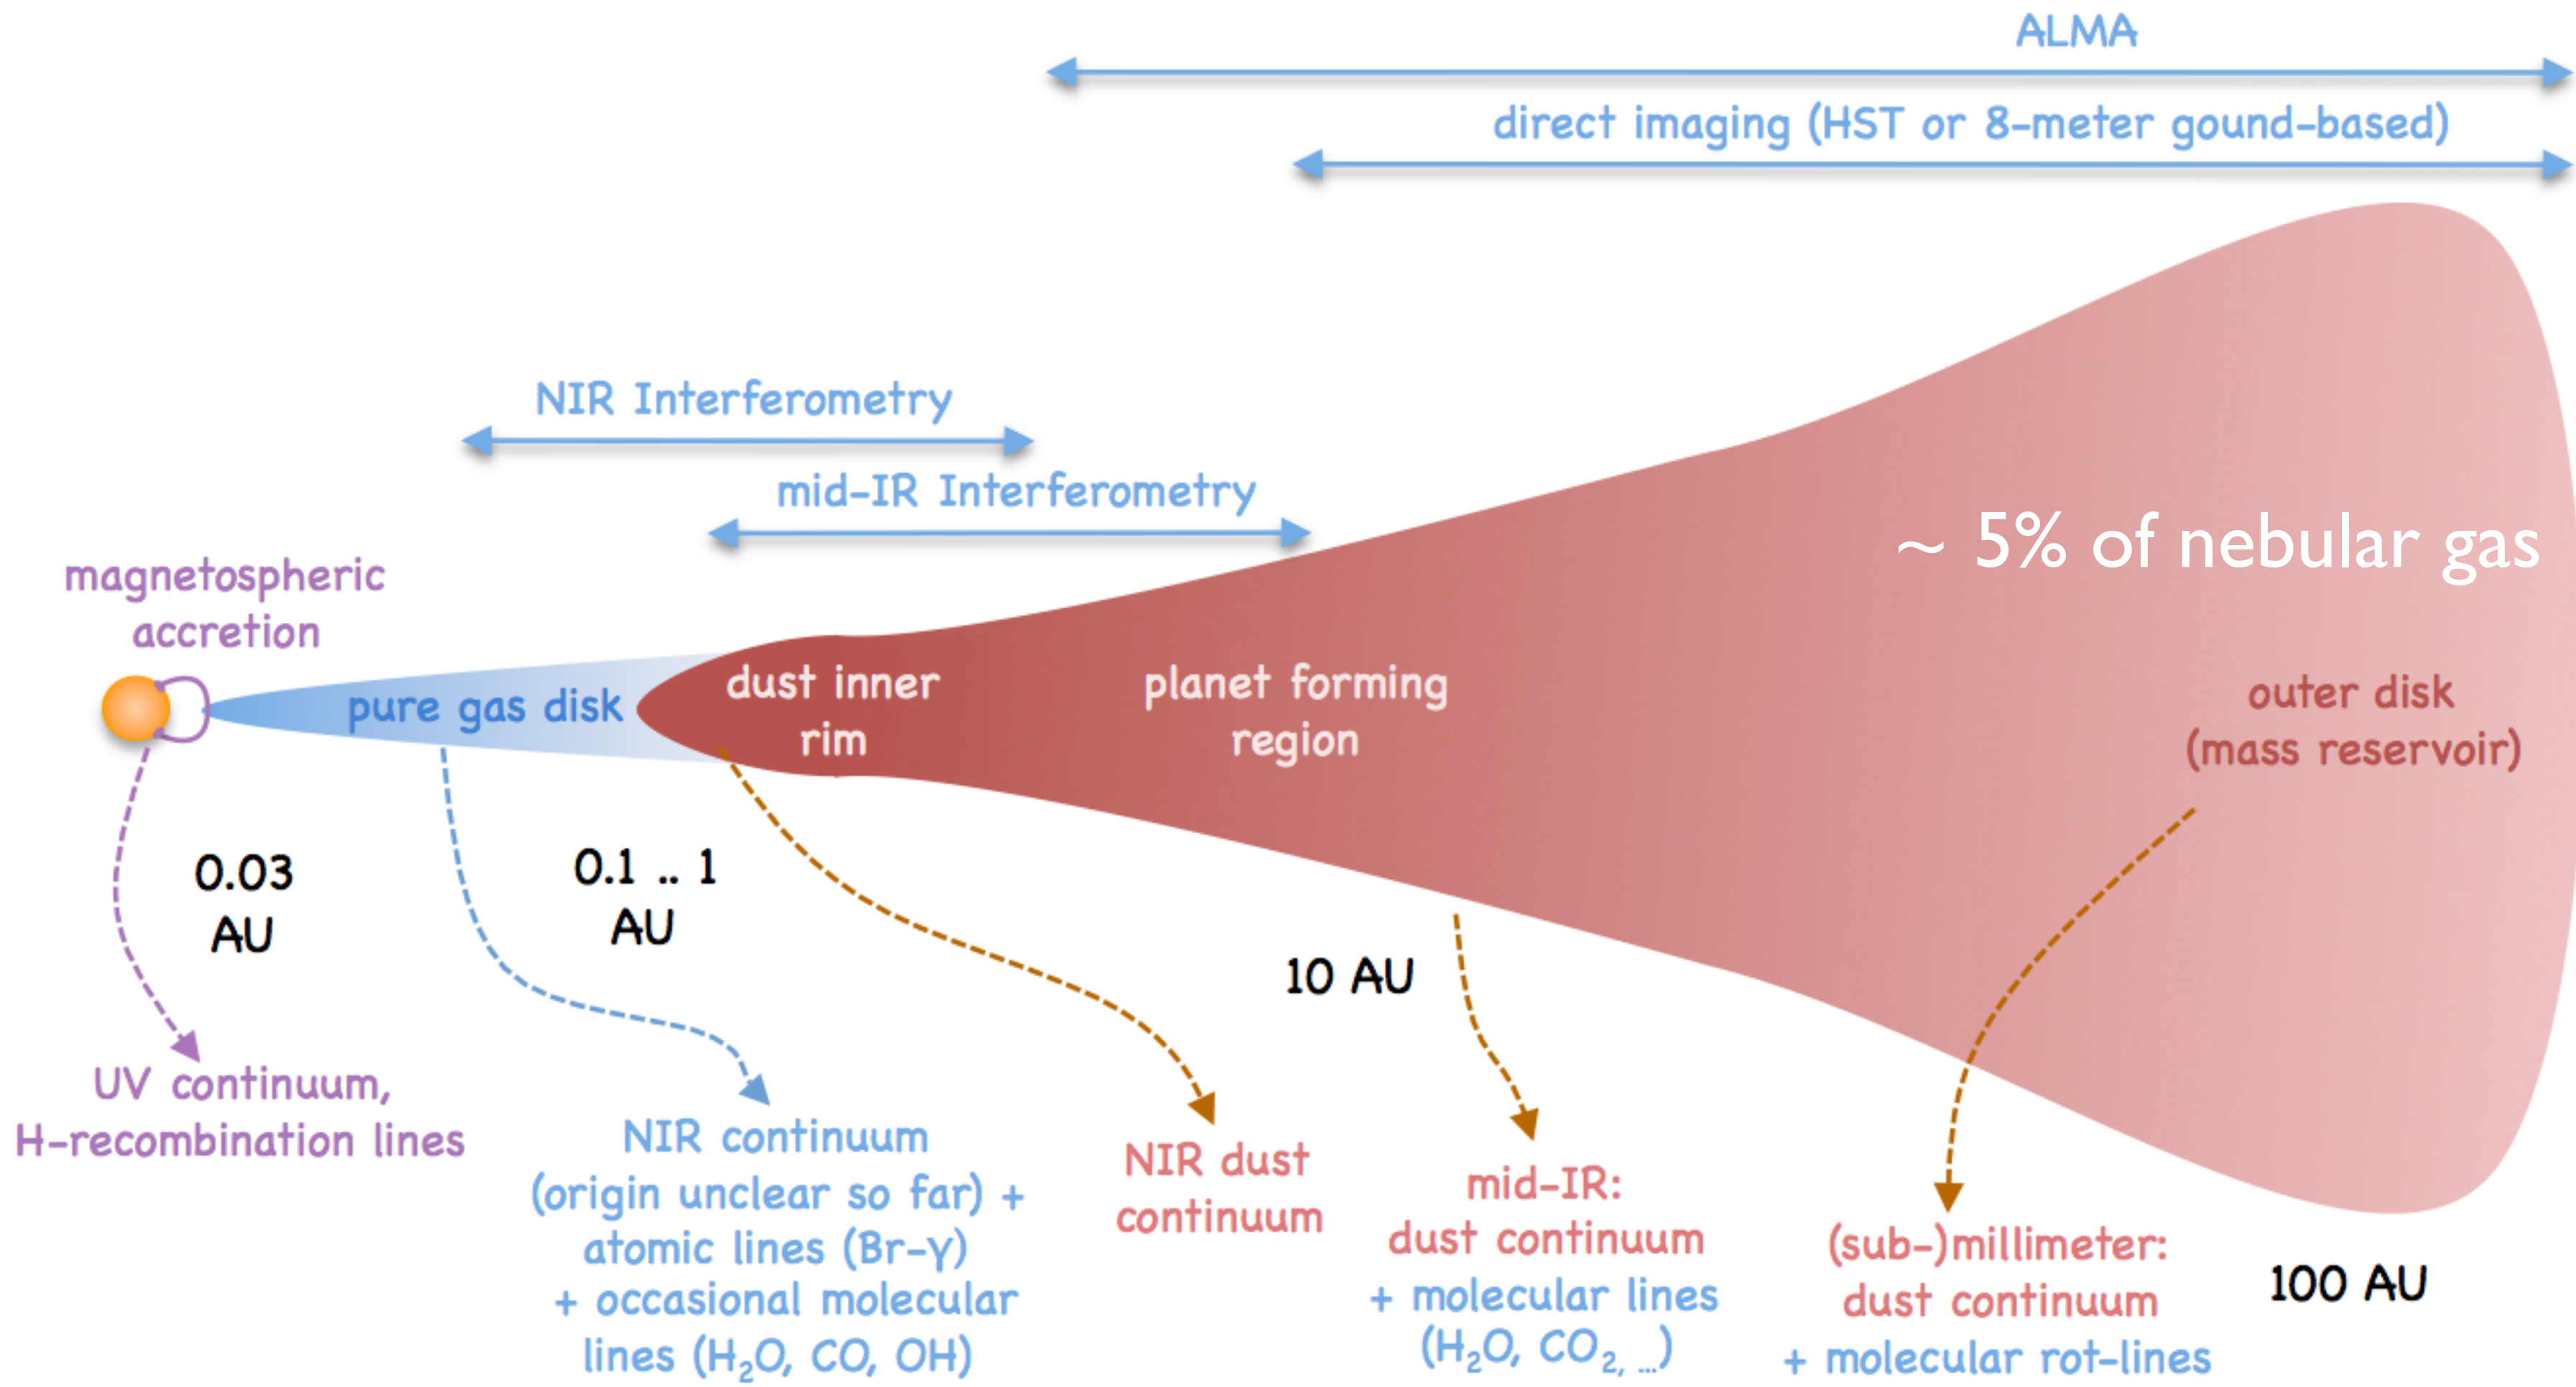 ALMA
direct imaging (HST or 8-meter gound-based)
NIR Interferometry
mid-IR Interferometry
~ 5% of nebular gas
magnetospheric
accretion
pure gas disk
dust inner
rim
planet forming
region
outer disk
(mass reservoir)
0.03
AU
0.1 .. 1
AU
10 AU
100 AU
UV continuum,
H-recombination lines
NIR continuum
(origin unclear so far) +
atomic lines (Br-γ)
+ occasional molecular
lines (H₂O, CO, OH)
NIR dust
continuum
mid-IR:
dust continuum
+ molecular lines
(H₂O, CO₂, ...)
(sub-)millimeter:
dust continuum
+ molecular rot-lines